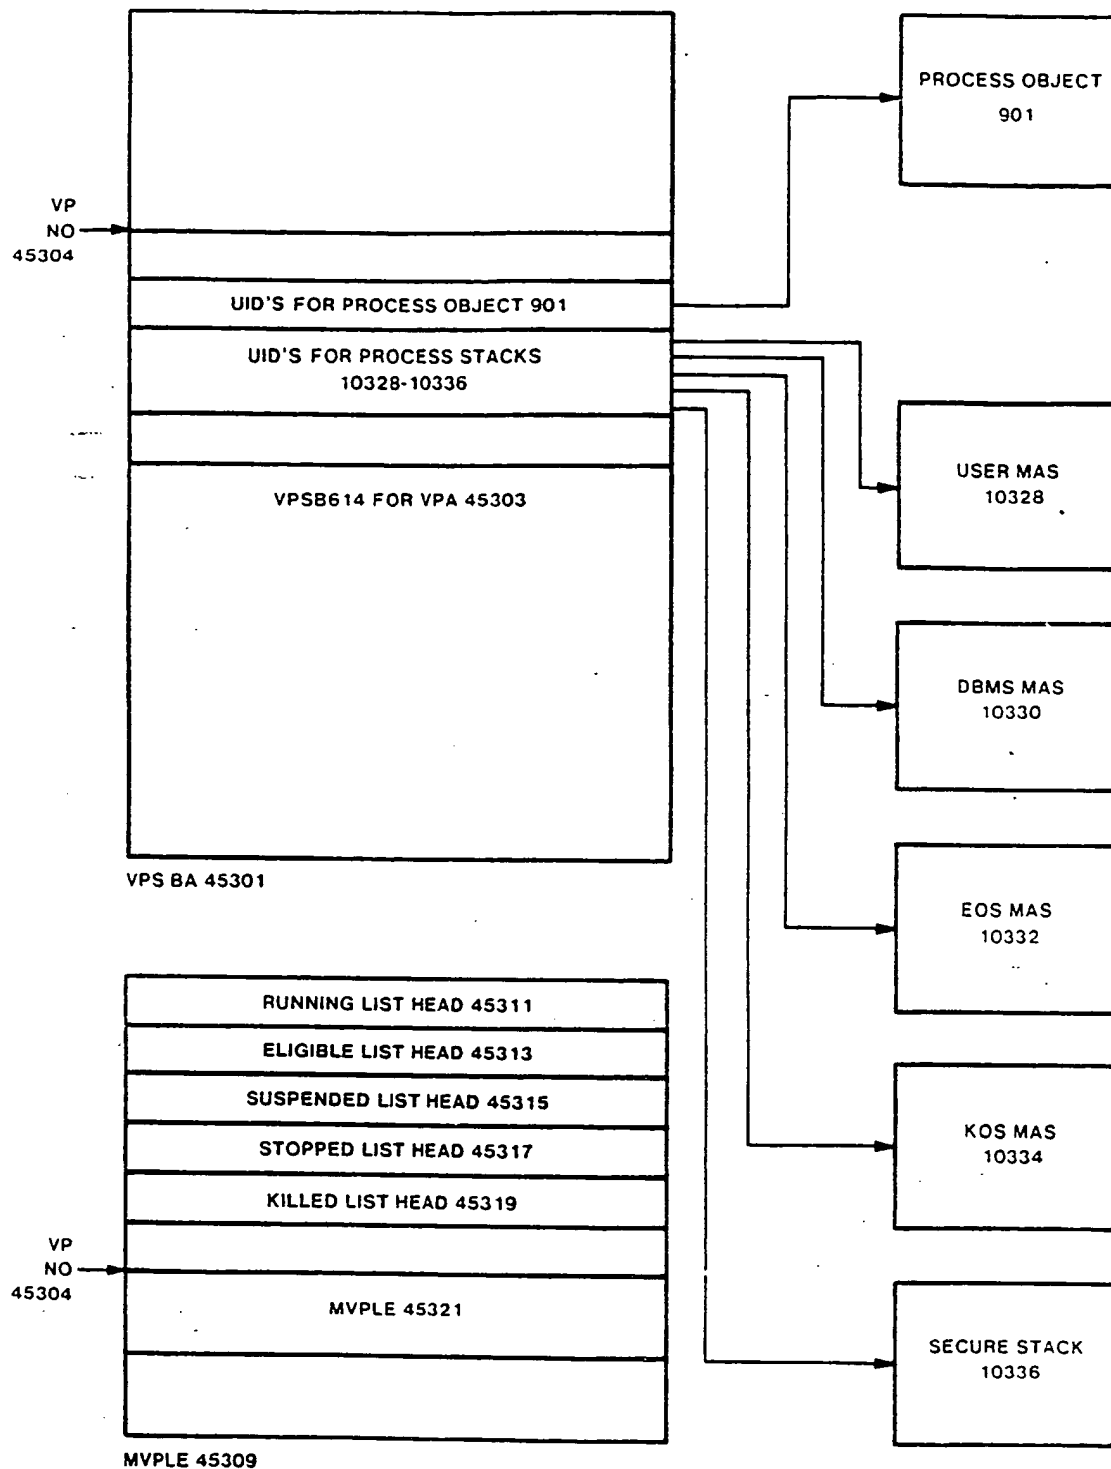 PROCESS OBJECT
901
VP
NO
45304
UID'S FOR PROCESS OBJECT 901
UID'S FOR PROCESS STACKS
10328-10336
VPSB614 FOR VPA 45303
USER MAS
10328
DBMS MAS
10330
VPS BA 45301
EOS MAS
10332
RUNNING LIST HEAD 45311
ELIGIBLE LIST HEAD 45313
SUSPENDED LIST HEAD 45315
STOPPED LIST HEAD 45317
KILLED LIST HEAD 45319
KOS MAS
10334
VP
NO
45304
MVPLE 45321
SECURE STACK
10336
MVPLE 45309